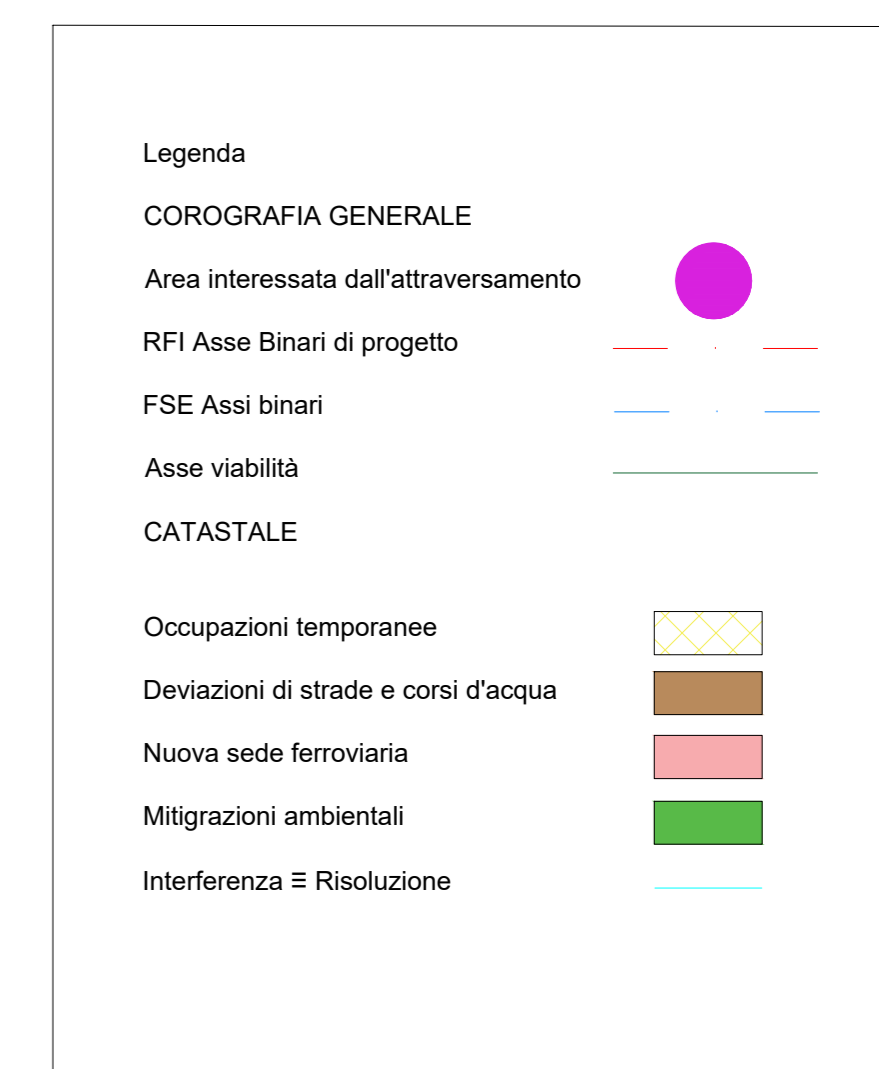 Legenda
COROGRAFIA GENERALE
Area interessata dall'attraversamento
RFI Asse Binari di progetto
FSE Assi binari
Asse viabilità
CATASTALE
Occupazioni temporanee
Deviazioni di strade e corsi d'acqua
Nuova sede ferroviaria
Mitigrazioni ambientali
Interferenza ≡ Risoluzione